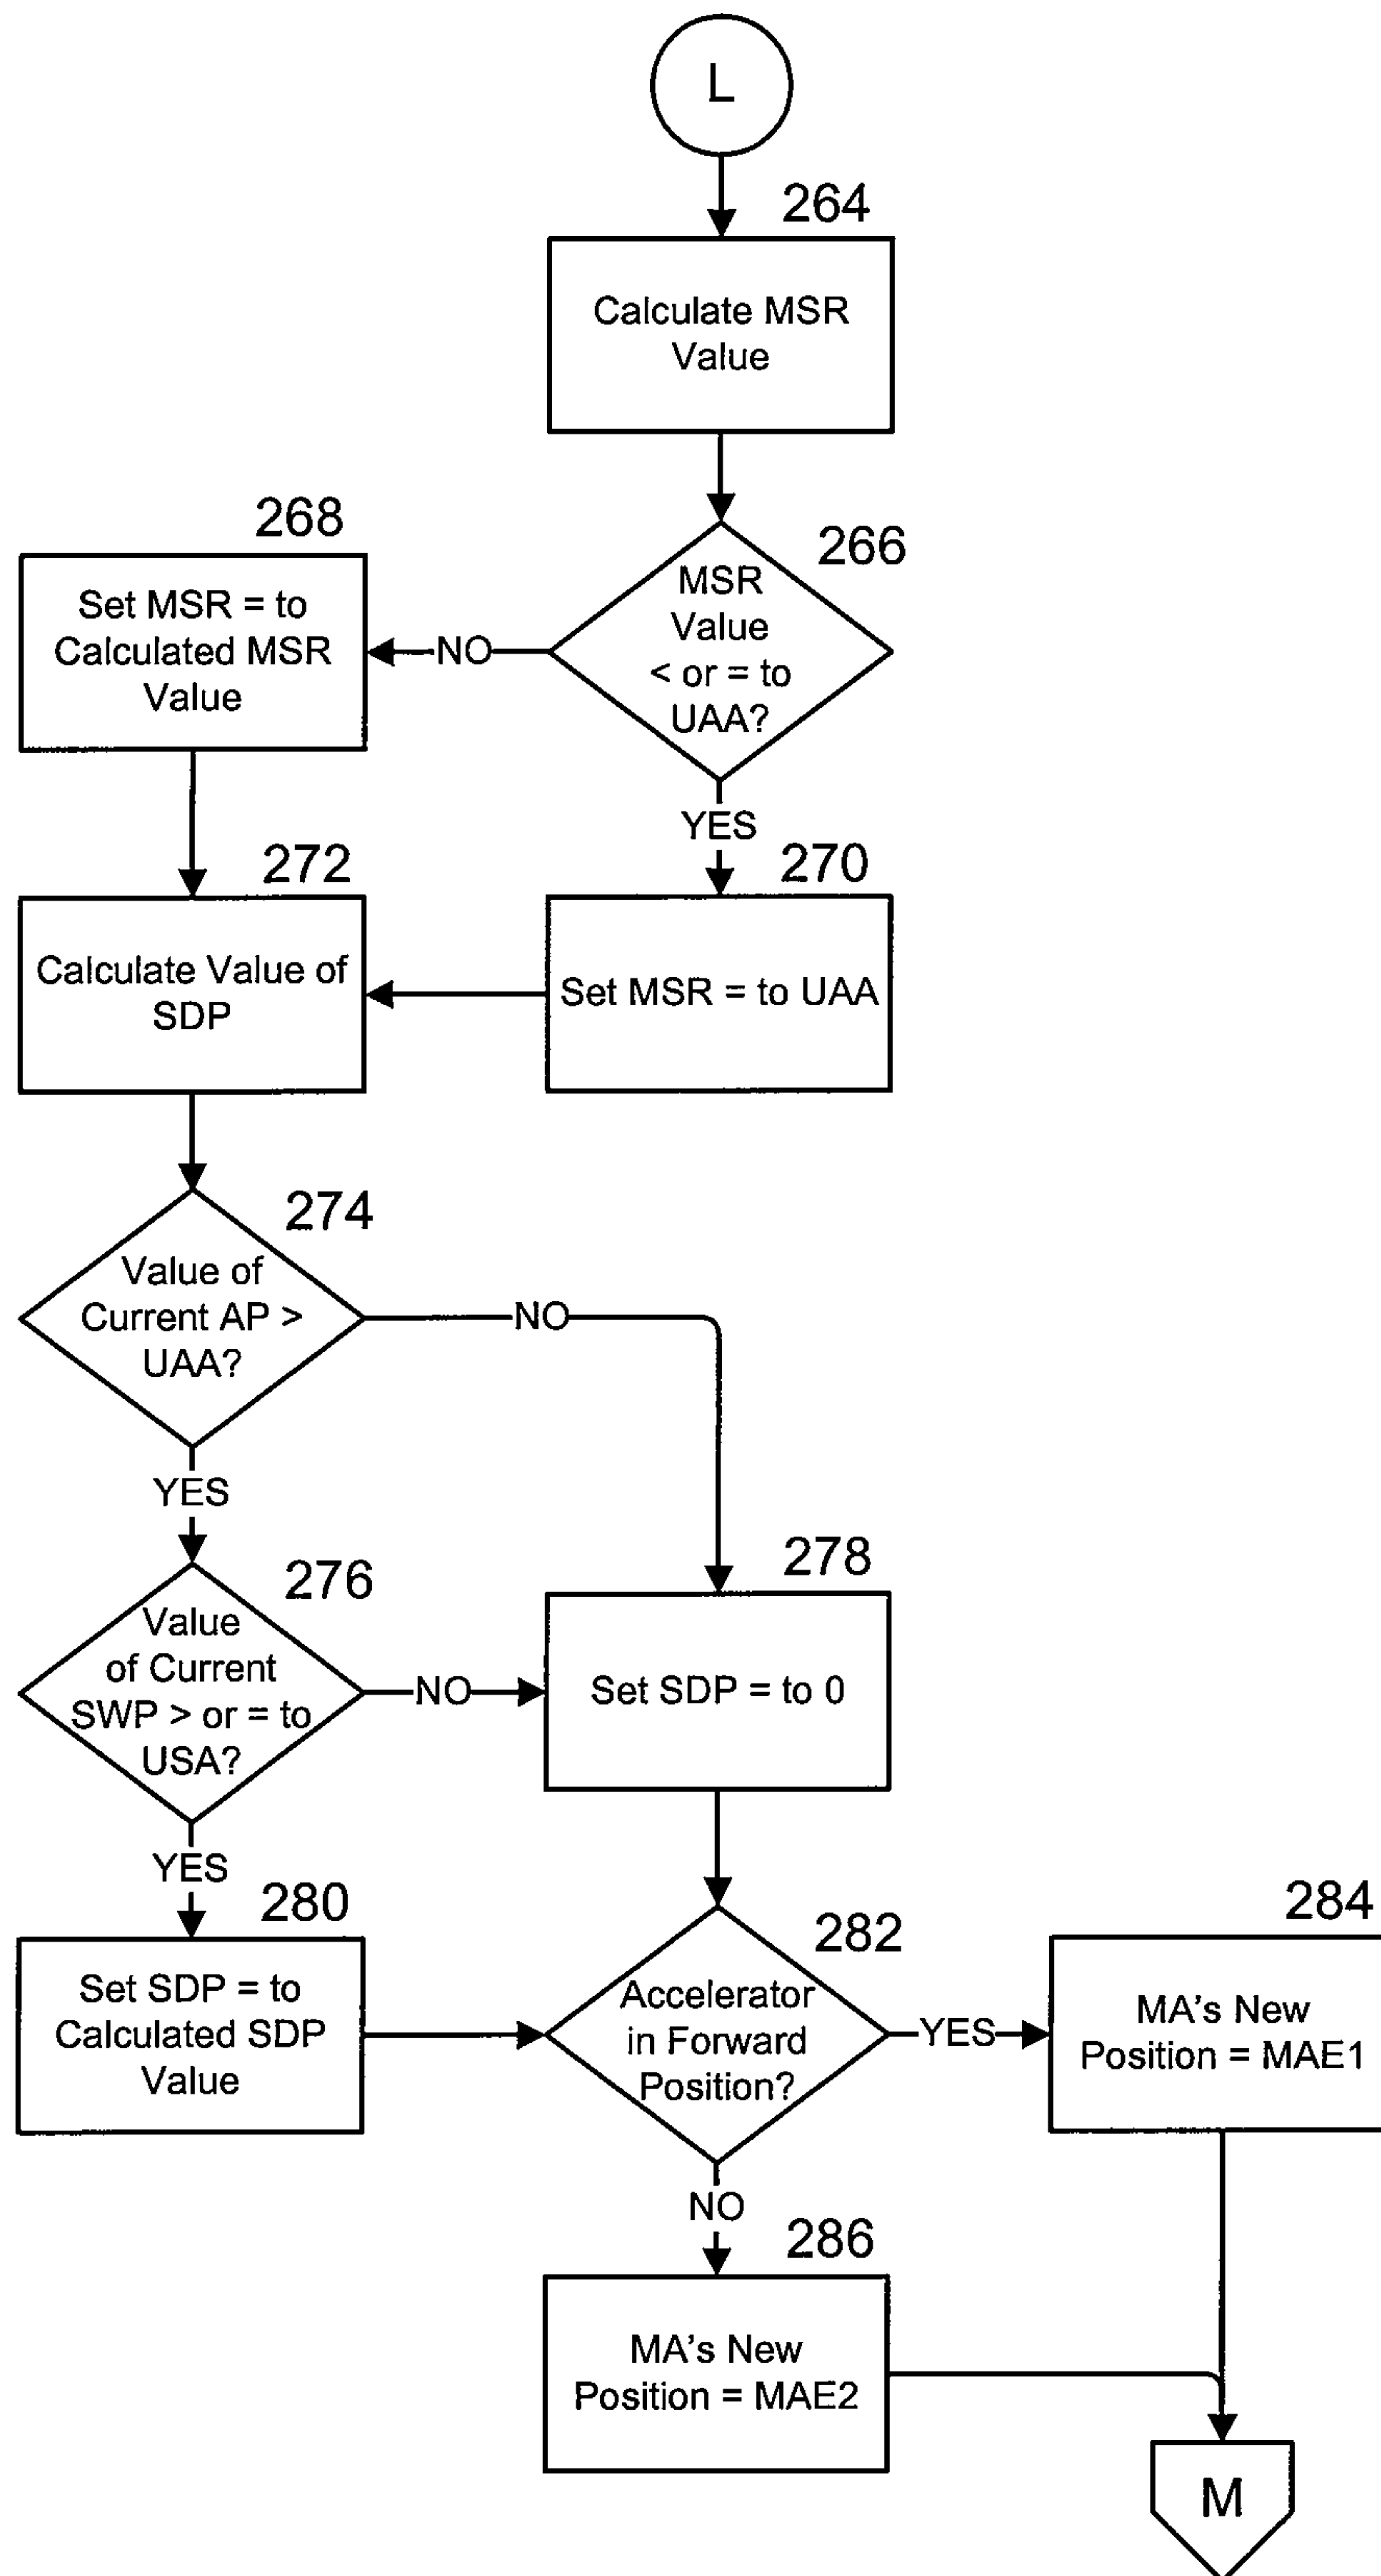 L
264
Calculate MSR
Value
268
266
Set MSR = to
Calculated MSR
Value
NO
MSR
Value
< or = to
UAA?
YES
272
270
Calculate Value of
SDP
Set MSR = to UAA
274
Value of
Current AP >
UAA?
NO
YES
276
278
Value
of Current
SWP > or = to
USA?
NO
Set SDP = to 0
YES
280
282
284
Set SDP = to
Calculated SDP
Value
Accelerator
in Forward
Position?
YES
MA's New
Position = MAE1
NO
286
MA's New
Position = MAE2
M